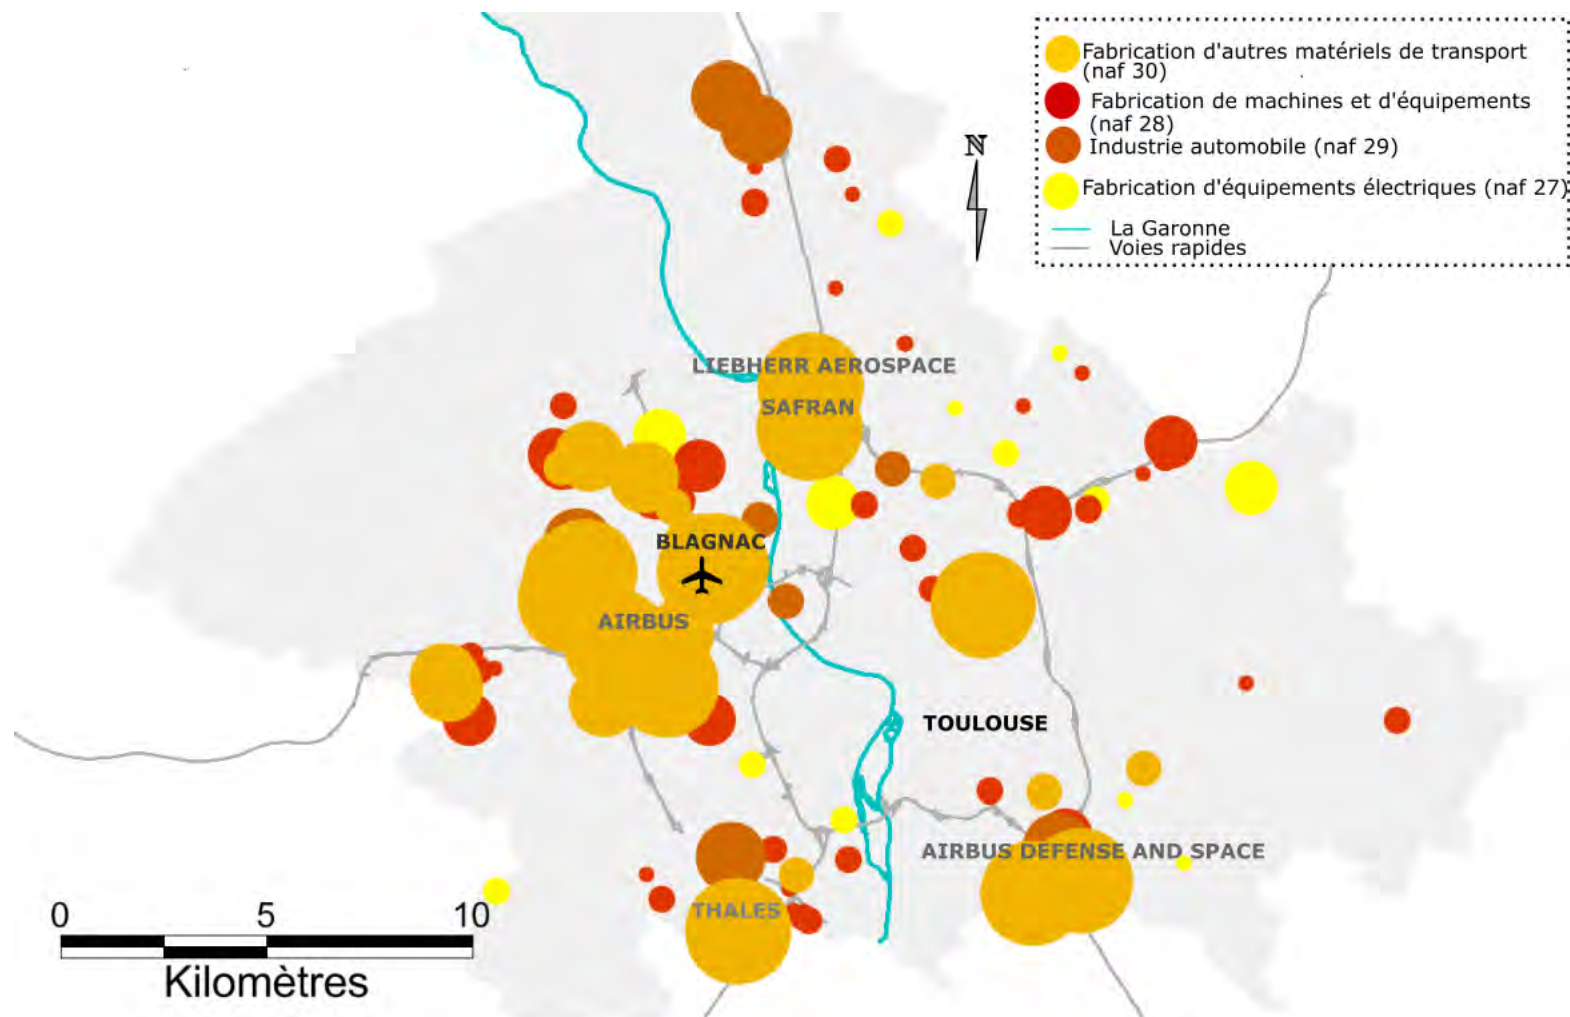 Fabrication d'autres matériels de transport
(naf 30)
Fabrication de machines et d'équipements
(naf 28)
Industrie automobile (naf 29)
Fabrication d'équipements électriques (naf 27)
La Garonne
Voies rapides
N
LIEBHERR AEROSPACE
SAFRAN
BLAGNAC
AIRBUS
TOULOUSE
AIRBUS DEFENSE AND SPACE
THALES
0 5 10
Kilomètres